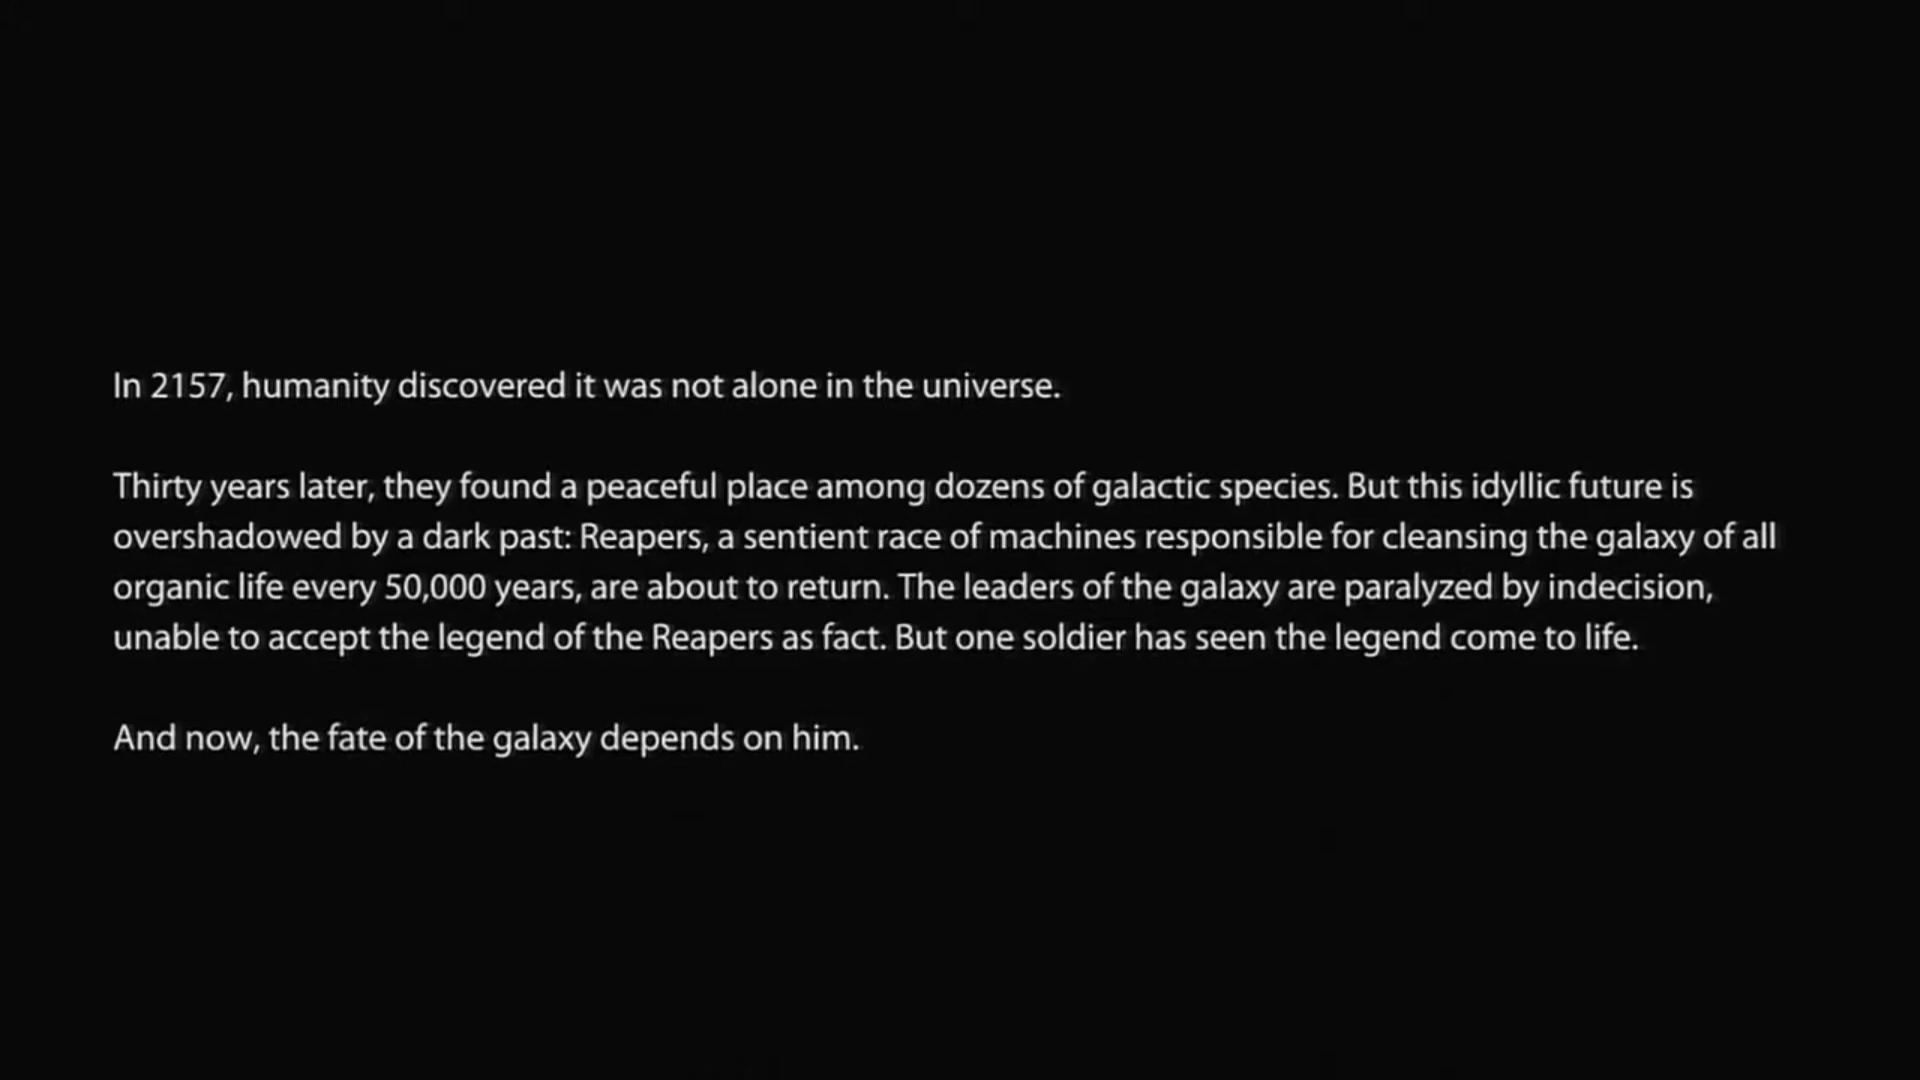 In 2157, humanity discovered it was not alone in the universe.
Thirty years later, they found a peaceful place among dozens of galactic species. But this idyllic future is
overshadowed by a dark past: Reapers, a sentient race of machines responsible for cleansing the galaxy of all
organic life every 50,000 years, are about to return. The leaders of the galaxy are paralyzed by indecision,
unable to accept the legend of the Reapers as fact. But one soldier has seen the legend come to life.
And now, the fate of the galaxy depends on him.